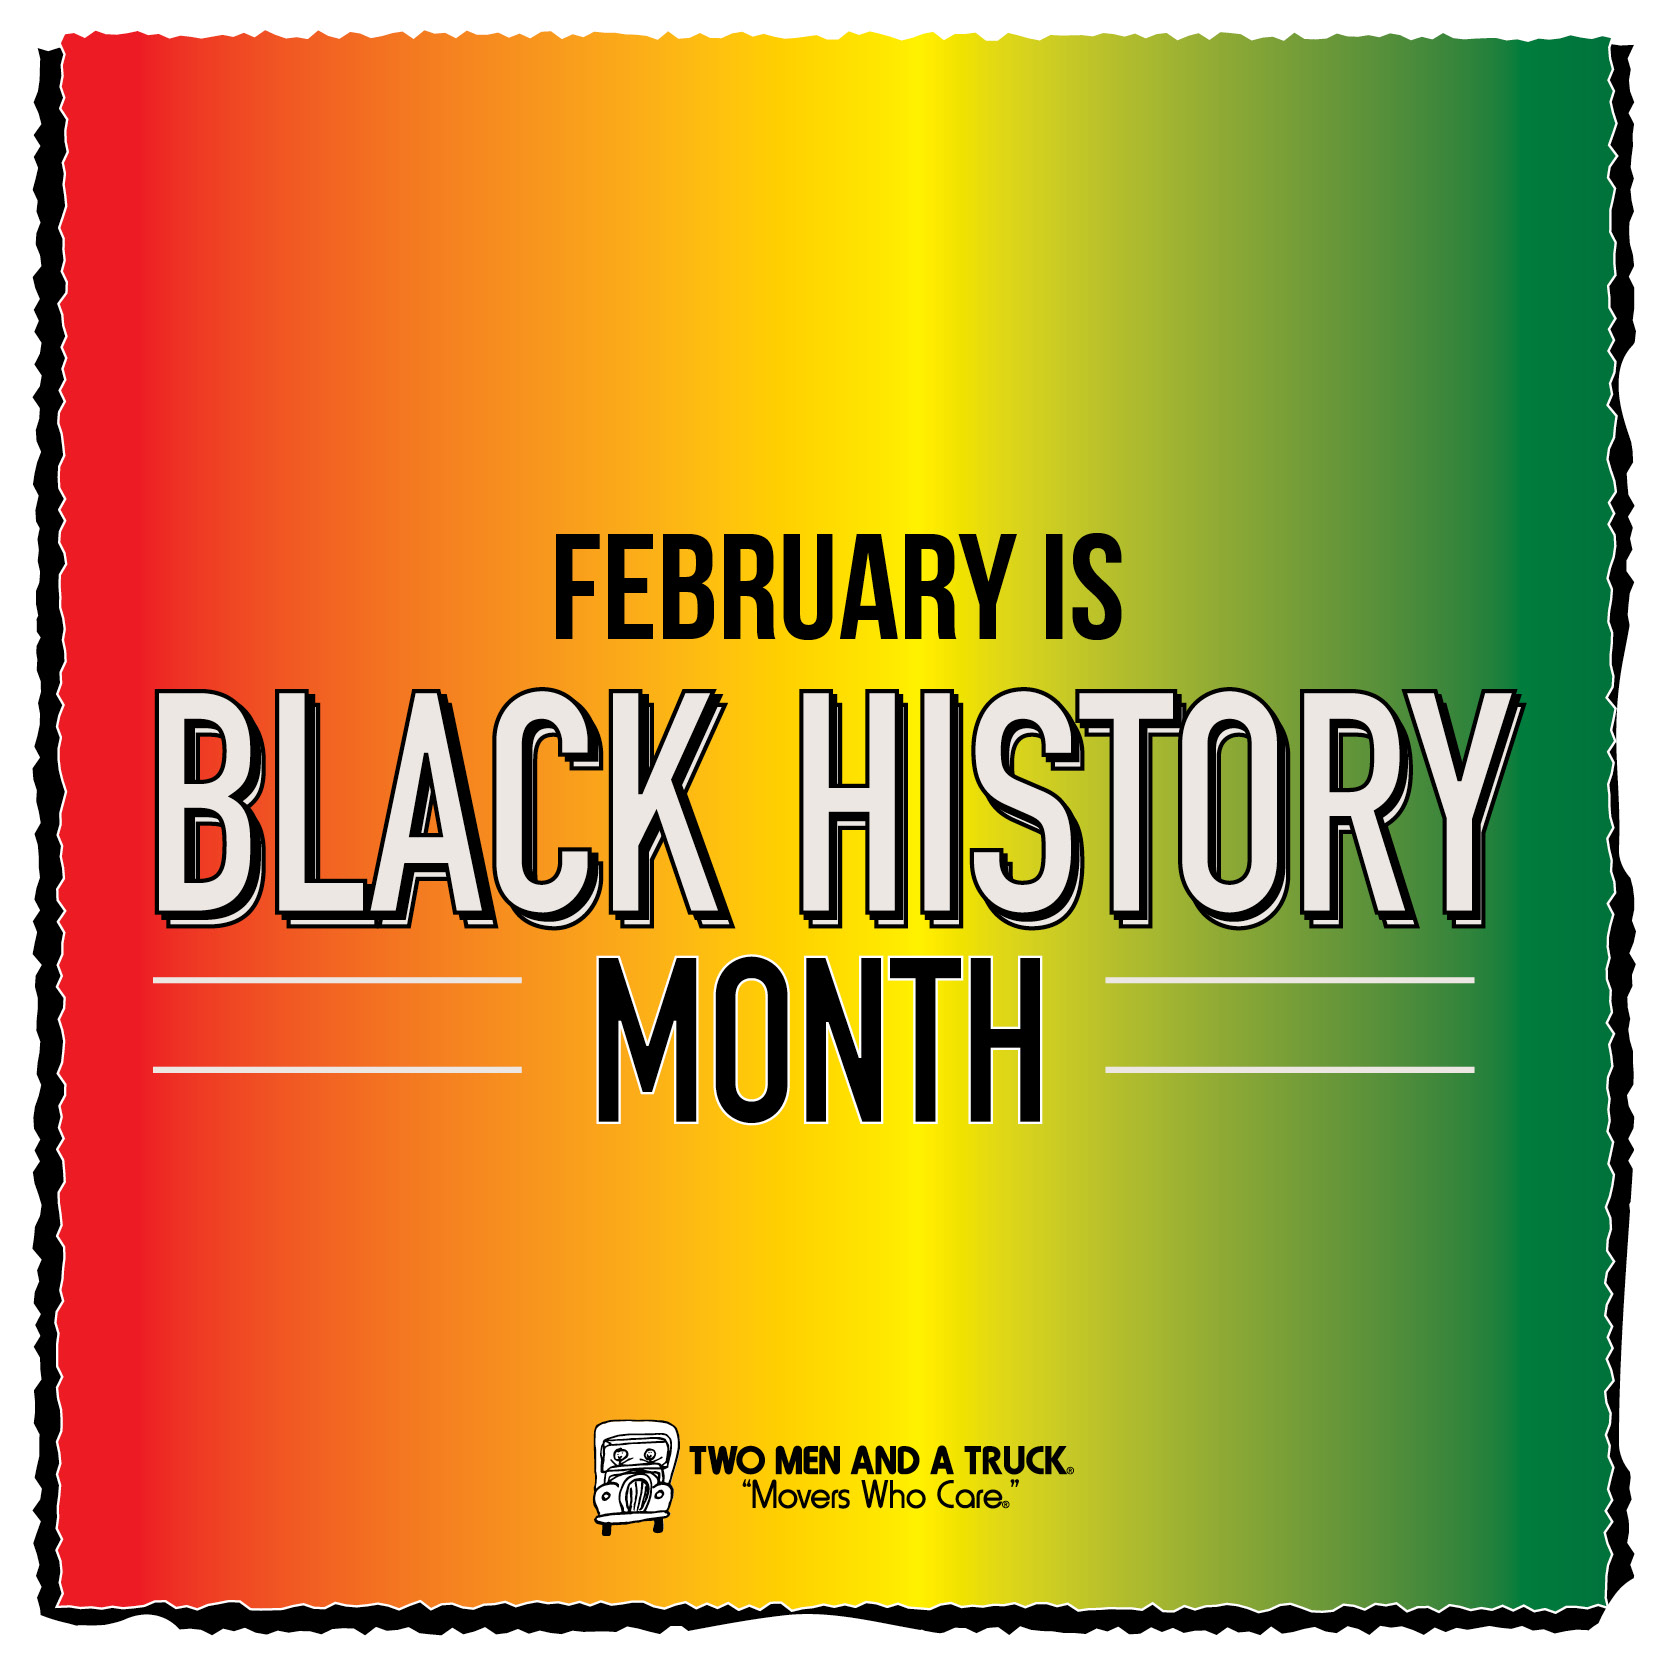 FEBRUARY IS
BLACK HISTORY
MONTH
TWO MEN AND A TRUCK®
“Movers Who Care®”